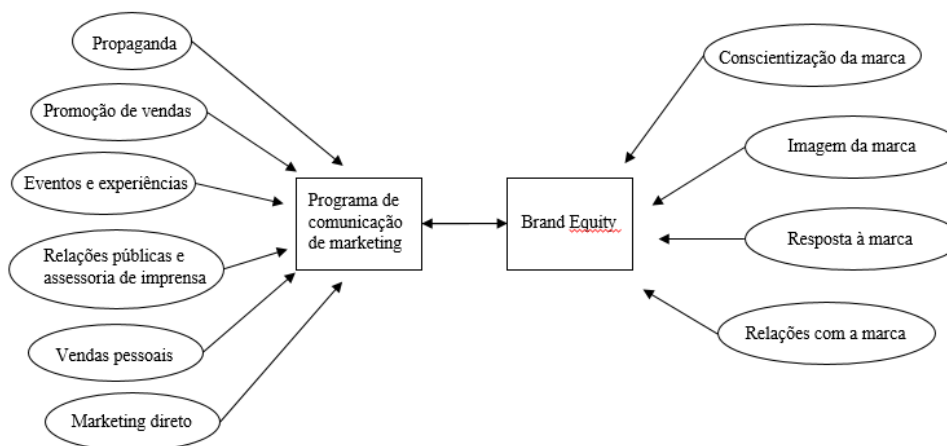 Propaganda
Promoção de vendas
Eventos e experiências
Relações públicas e
assessoria de imprensa
Vendas pessoais
Marketing direto
Programa de
comunicação
de marketing
Brand Equity
Conscientização da marca
Imagem da marca
Resposta à marca
Relações com a marca